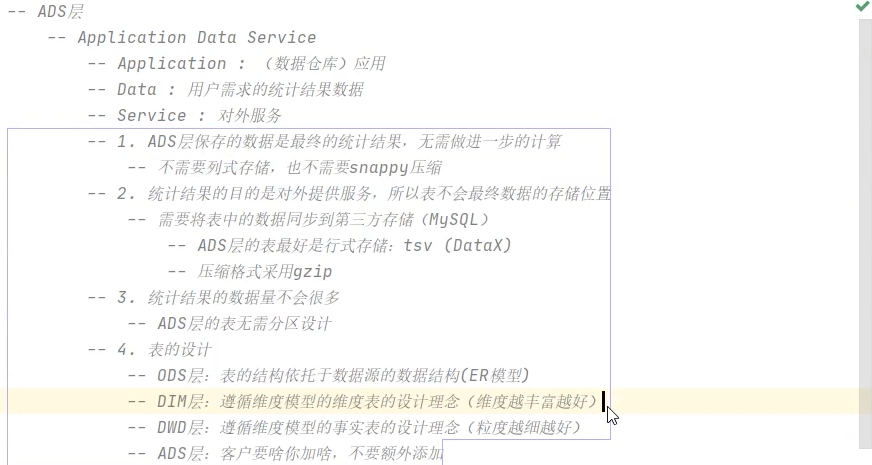 -- ADS层
-- Application Data Service
-- Application : （数据仓库）应用
-- Data : 用户需求的统计结果数据
-- Service : 对外服务
-- 1. ADS层保存的数据是最终的统计结果，无需做进一步的计算
-- 不需要列式存储，也不需要snappy压缩
-- 2. 统计结果的目的是对外提供服务，所以表不会最终数据的存储位置
-- 需要将表中的数据同步到第三方存储（MySQL）
-- ADS层的表最好是行式存储：tsv (DataX)
-- 压缩格式采用gzip
-- 3. 统计结果的数据量不会很多
-- ADS层的表无需分区设计
-- 4. 表的设计
-- ODS层：表的结构依托于数据源的数据结构(ER模型)
-- DIM层：遵循维度模型的维度表的设计理念（维度越丰富越好）
-- DWD层：遵循维度模型的事实表的设计理念（粒度越细越好）
-- ADS层：客户要啥你加啥，不要额外添加